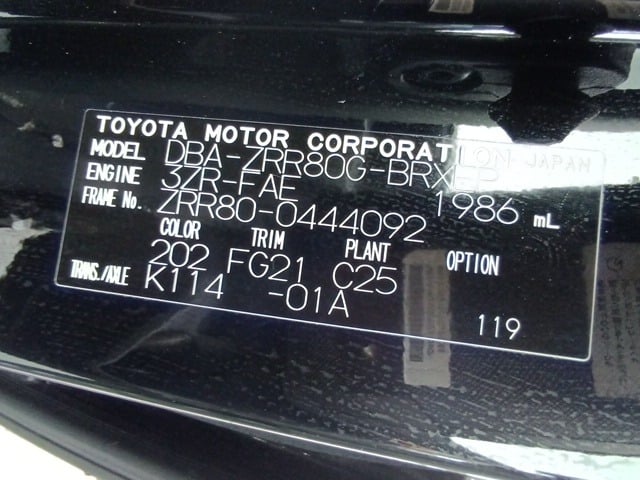 TOYOTA MOTOR CORPORATION JAPAN
MODEL DBA-ZRR80G-BRXEP
ENGINE 3ZR-FAE 1986 mL
FRAME No. ZRR80-0444092
COLOR TRIM PLANT OPTION
202 FG21 C25
TRANS./AXLE K114 -01A
119